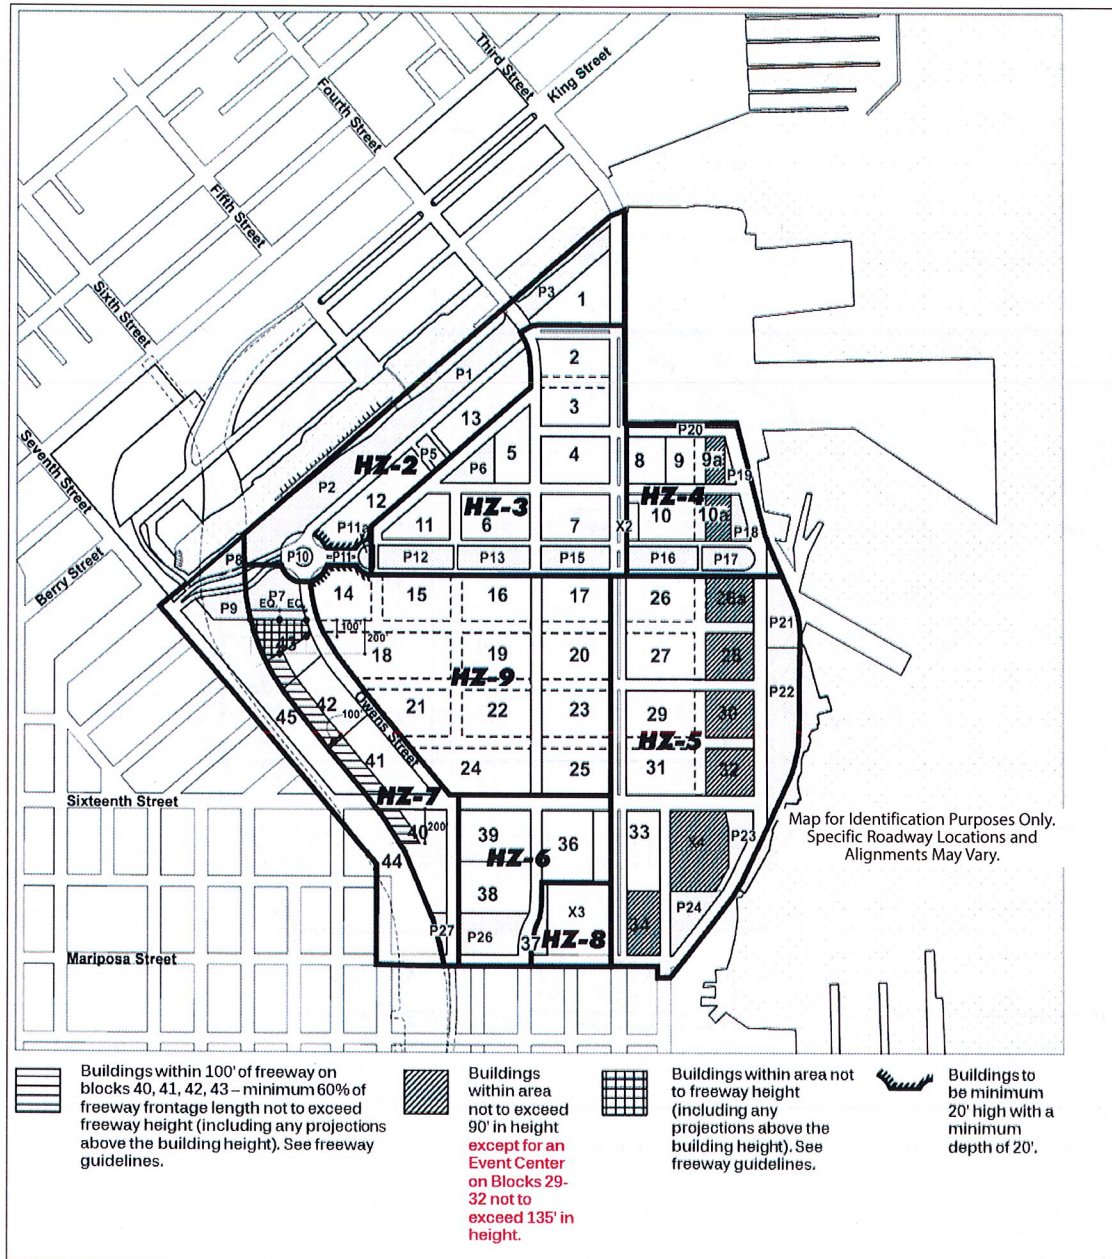 Third Street
King Street
Fourth Street
Fifth Street
Sixth Street
Seventh Street
Berry Street
P3
1
2
P1
3
13
P20
P5
5
4
8
9
9a
P19
HZ-2
P6
P2
HZ-4
12
HZ-3
P11a
11
6
7
X2
10
10a
P18
P8
P10
P11
P12
P13
P15
P16
P17
P7
14
15
16
17
26
26a
P9
EQ. EQ.
P21
43
100'
200'
18
19
20
27
28
HZ-9
P22
42
Owens Street
21
22
23
29
30
45
100'
HZ-5
41
24
25
31
32
Sixteenth Street
HZ-7
Map for Identification Purposes Only.
Specific Roadway Locations and
Alignments May Vary.
40
200'
39
36
33
X4
P23
44
HZ-6
38
X3
34
P24
P27
P26
37
HZ-8
Mariposa Street
Buildings within 100' of freeway on
blocks 40, 41, 42, 43 – minimum 60% of
freeway frontage length not to exceed
freeway height (including any projections
above the building height). See freeway
guidelines.
Buildings
within area
not to exceed
90' in height
except for an
Event Center
on Blocks 29-
32 not to
exceed 135' in
height.
Buildings within area not
to freeway height
(including any
projections above the
building height). See
freeway guidelines.
Buildings to
be minimum
20' high with a
minimum
depth of 20'.